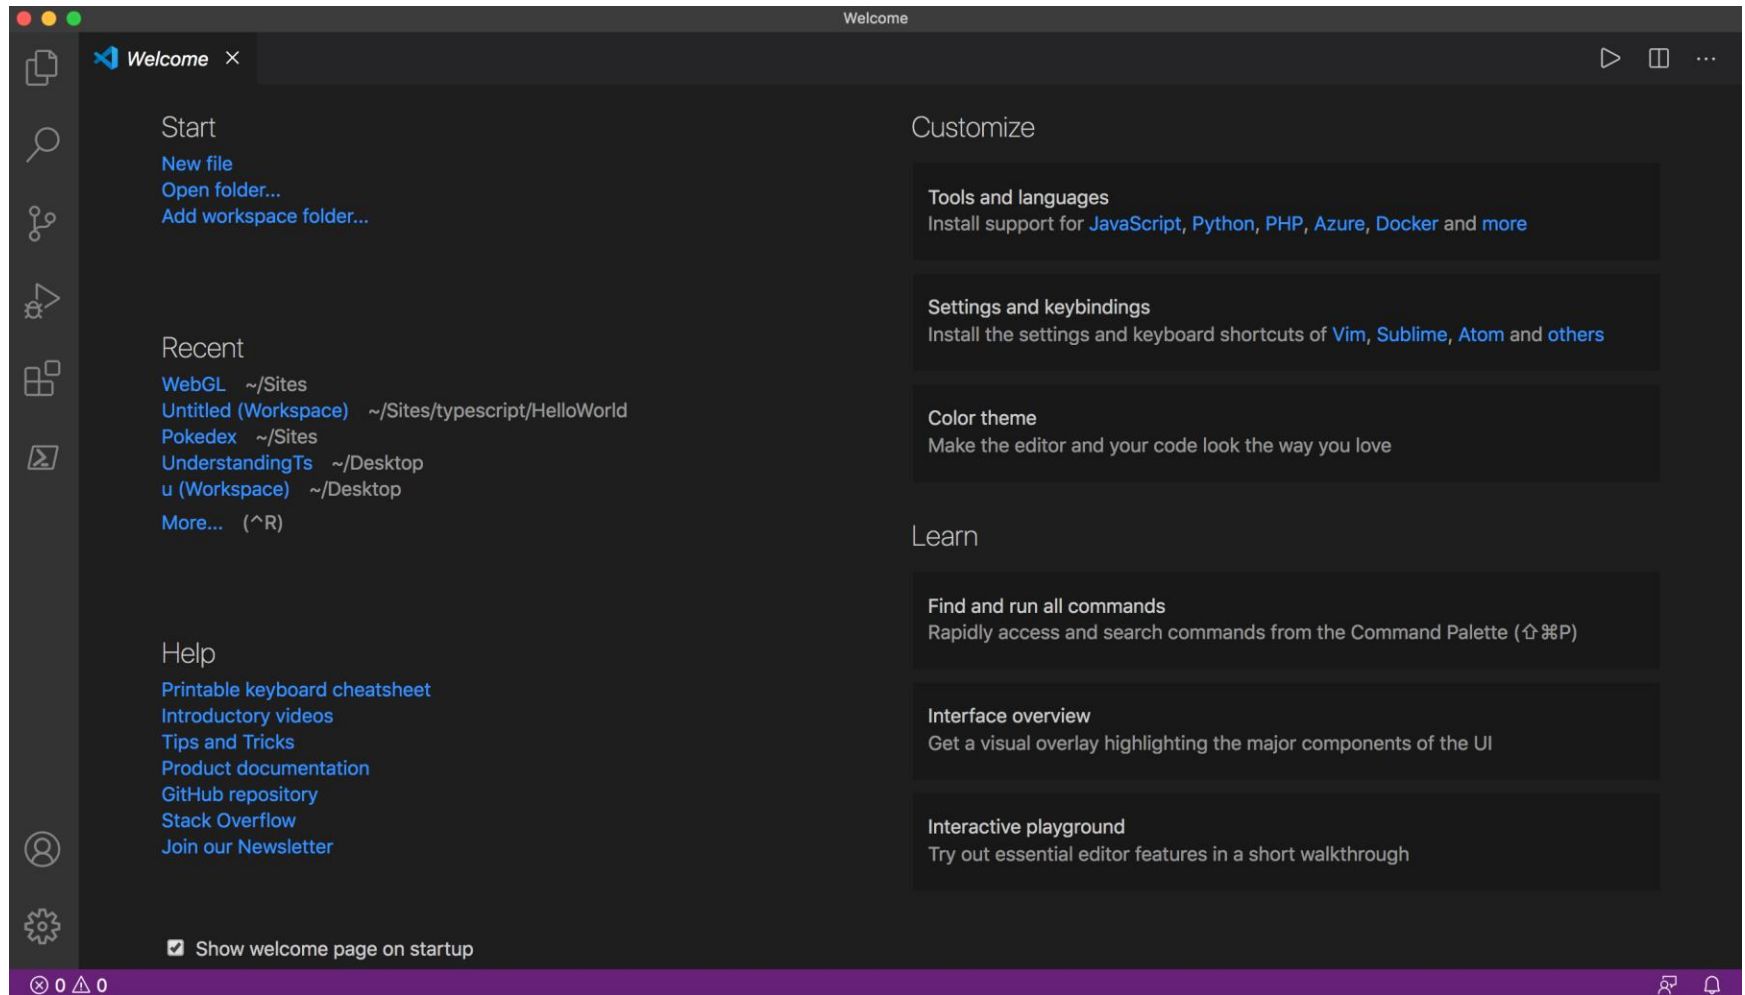 Welcome
Welcome
Start
New file
Open folder...
Add workspace folder...
Recent
WebGL ~/Sites
Untitled (Workspace) ~/Sites/typescript/HelloWorld
Pokedex ~/Sites
UnderstandingTs ~/Desktop
u (Workspace) ~/Desktop
More... (^R)
Help
Printable keyboard cheatsheet
Introductory videos
Tips and Tricks
Product documentation
GitHub repository
Stack Overflow
Join our Newsletter
Show welcome page on startup
Customize
Tools and languages
Install support for JavaScript, Python, PHP, Azure, Docker and more
Settings and keybindings
Install the settings and keyboard shortcuts of Vim, Sublime, Atom and others
Color theme
Make the editor and your code look the way you love
Learn
Find and run all commands
Rapidly access and search commands from the Command Palette (⇧⌘P)
Interface overview
Get a visual overlay highlighting the major components of the UI
Interactive playground
Try out essential editor features in a short walkthrough
0 0